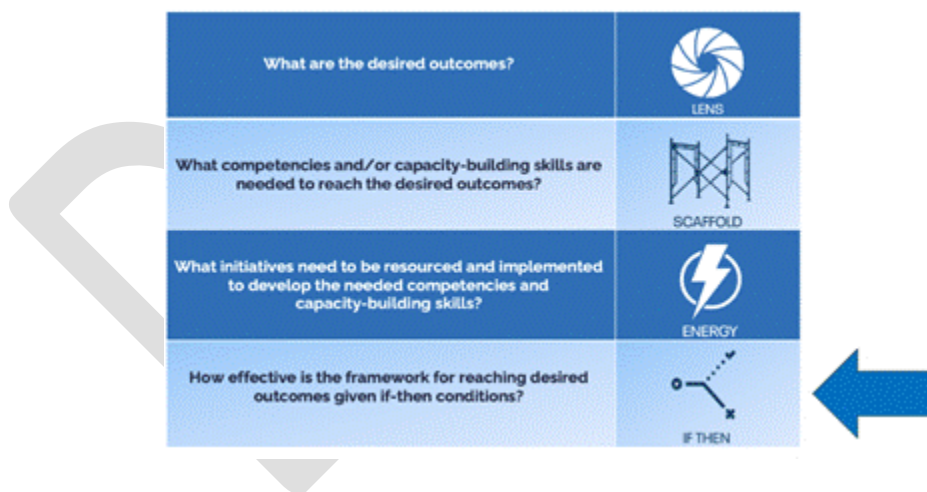 What are the desired outcomes?
LENS
What competencies and/or capacity-building skills are
needed to reach the desired outcomes?
SCAFFOLD
What initiatives need to be resourced and implemented
to develop the needed competencies and
capacity-building skills?
ENERGY
How effective is the framework for reaching desired
outcomes given if-then conditions?
IF THEN